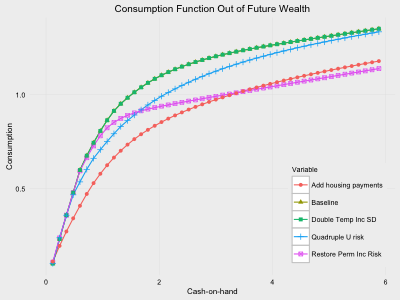 Consumption Function Out of Future Wealth
Consumption
1.0
0.5
Variable
Add housing payments
Baseline
Double Temp Inc SD
Quadruple U risk
Restore Perm Inc Risk
0 2 4 6
Cash-on-hand